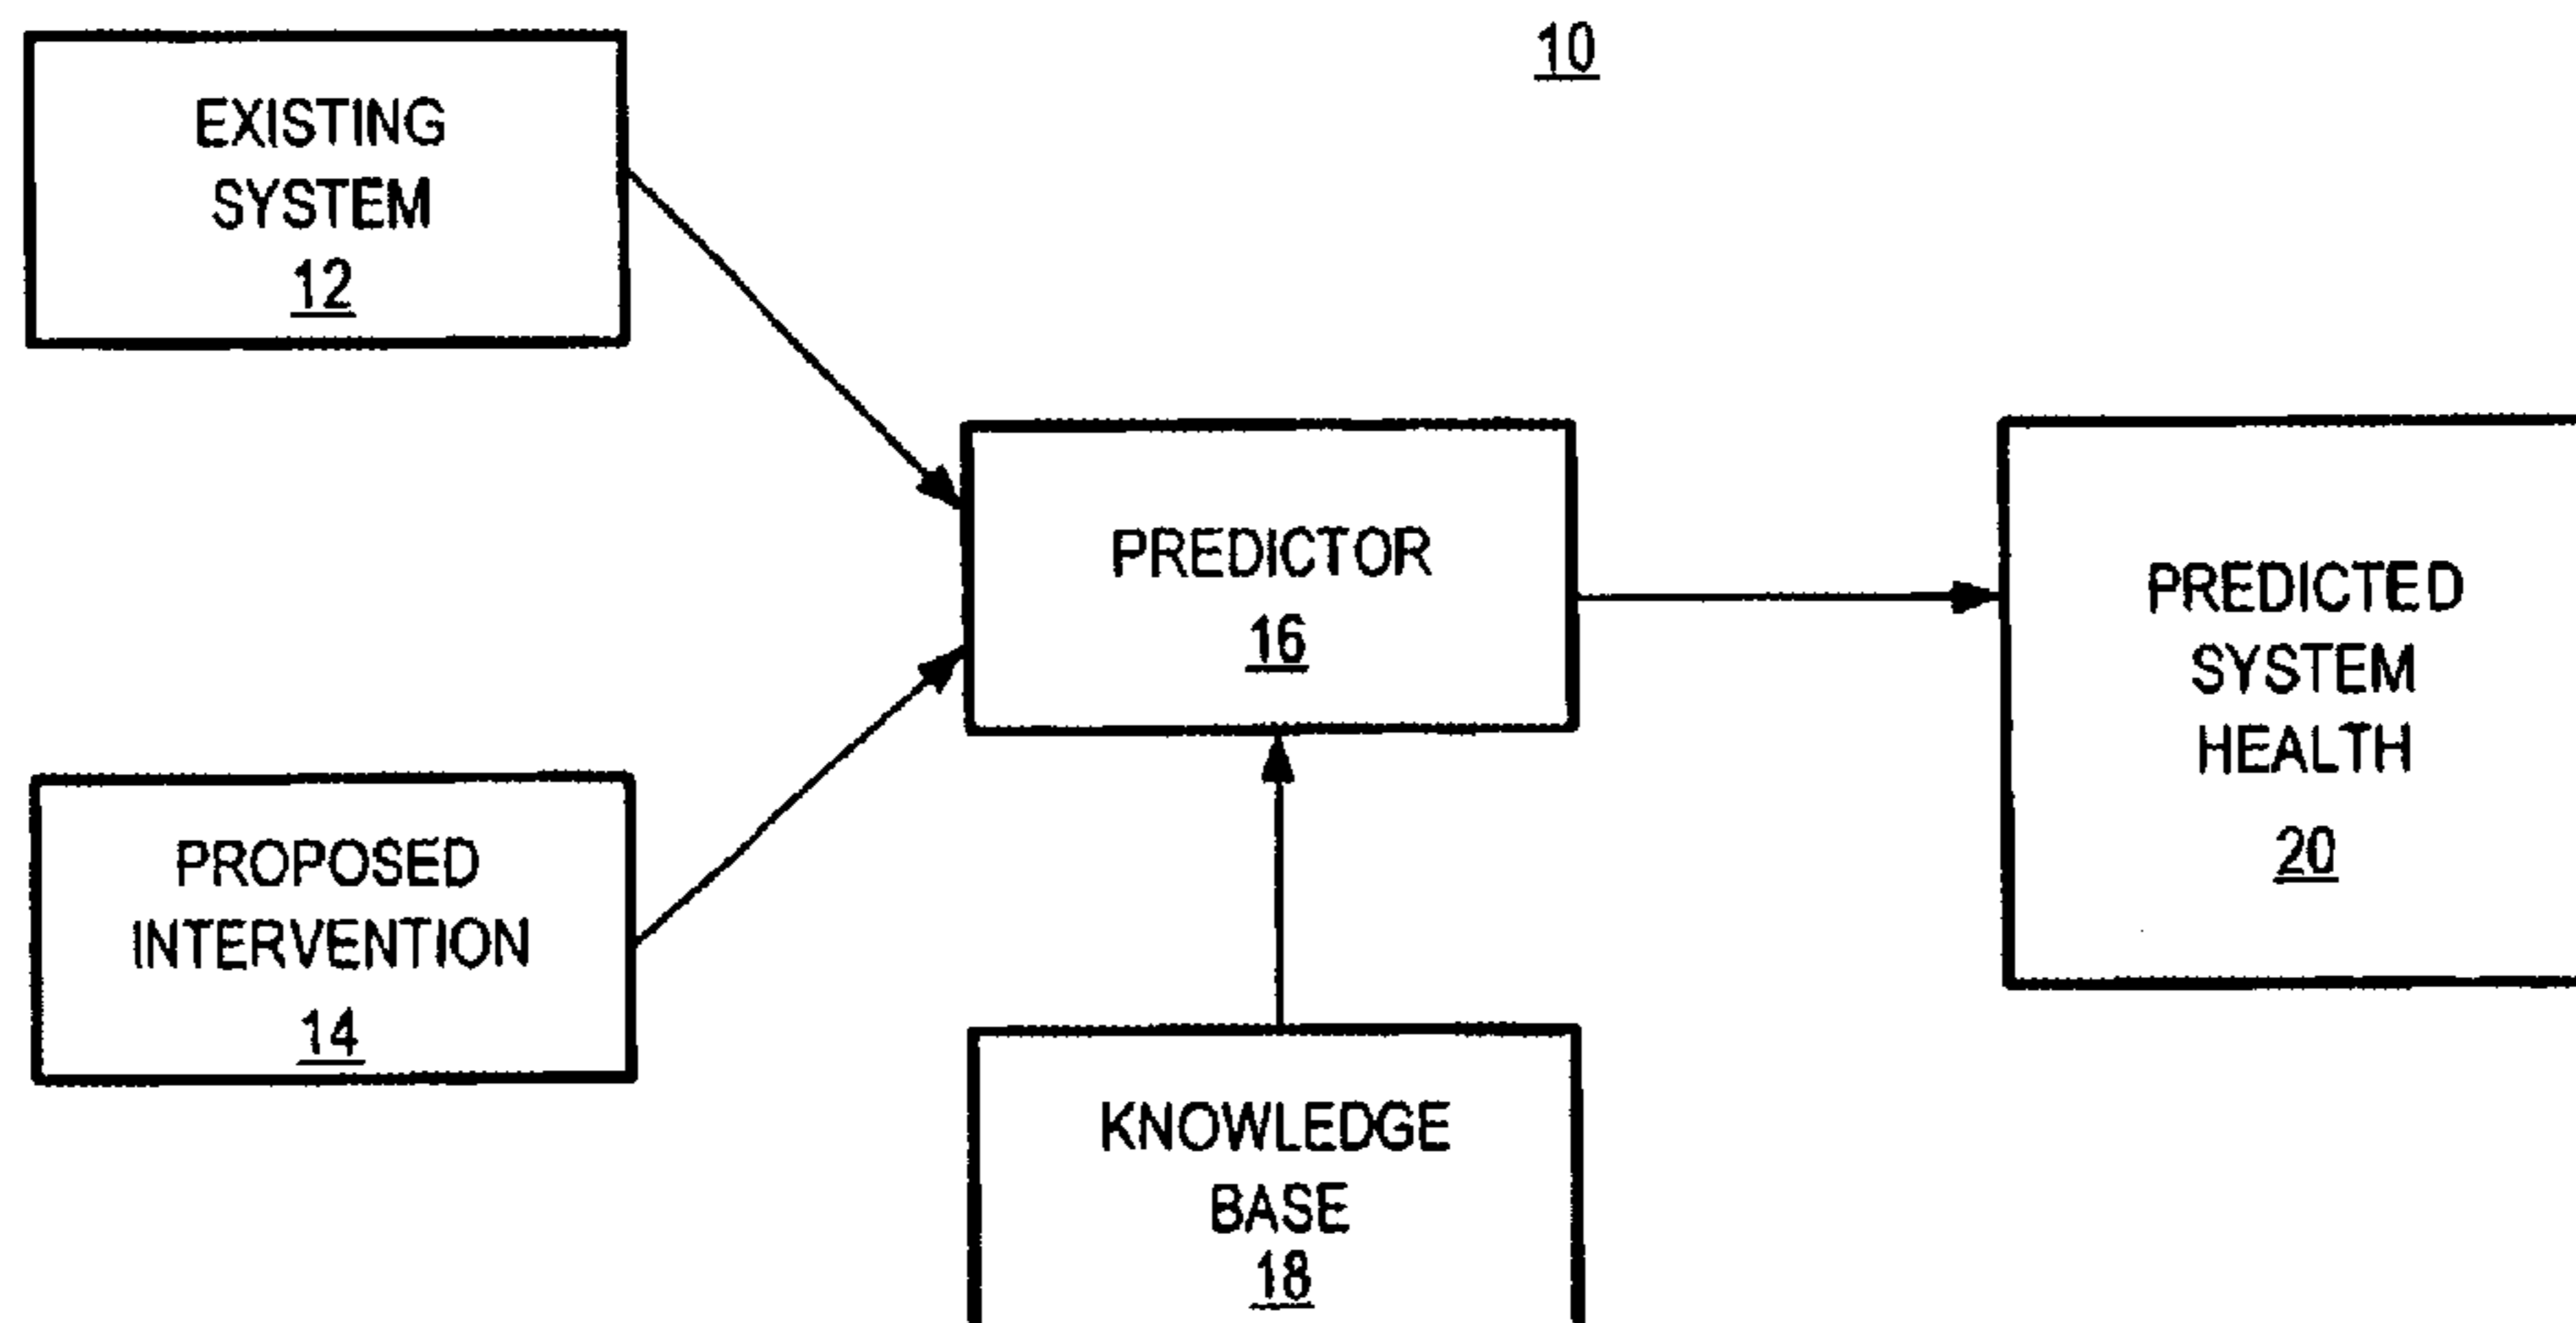 10
EXISTING
SYSTEM
12
PREDICTOR
16
PREDICTED
SYSTEM
HEALTH
20
PROPOSED
INTERVENTION
14
KNOWLEDGE
BASE
18